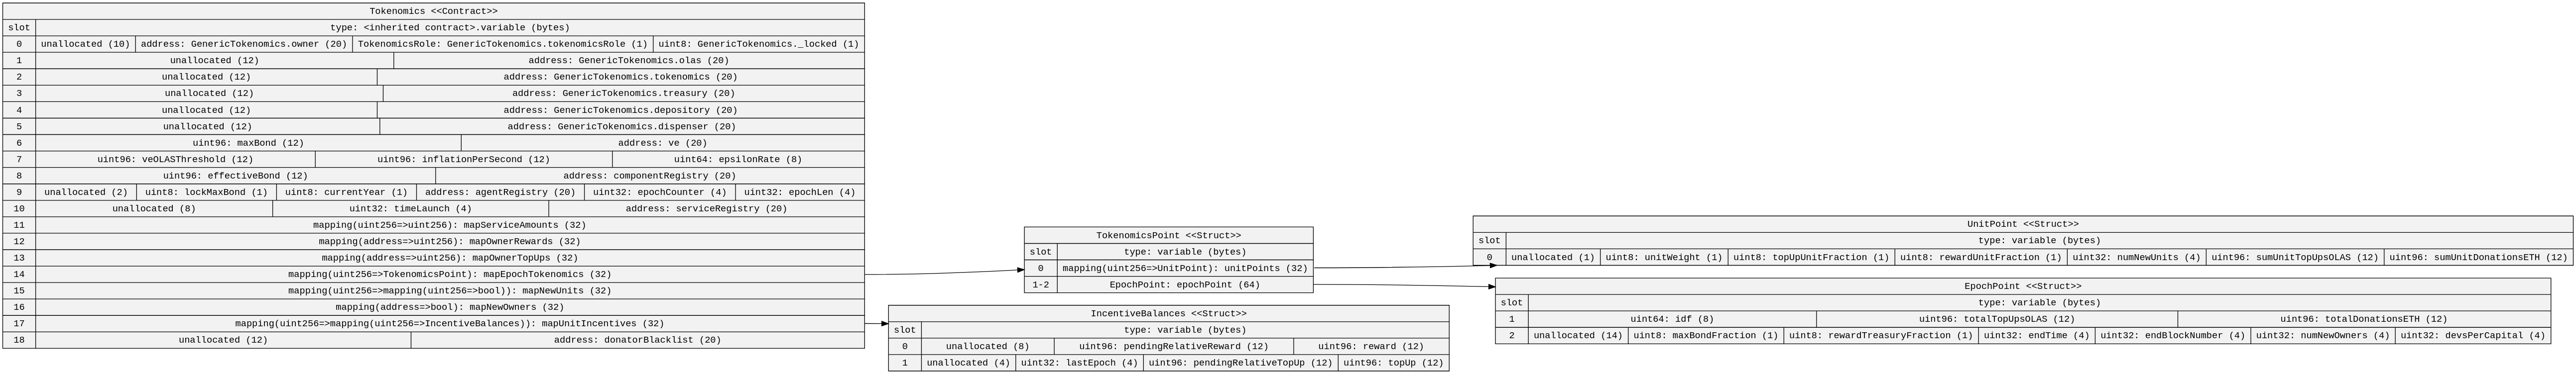 Tokenomics <<Contract>>
slot type: <inherited contract>.variable (bytes)
0 unallocated (10) address: GenericTokenomics.owner (20) TokenomicsRole: GenericTokenomics.tokenomicsRole (1) uint8: GenericTokenomics._locked (1)
1 unallocated (12) address: GenericTokenomics.olas (20)
2 unallocated (12) address: GenericTokenomics.tokenomics (20)
3 unallocated (12) address: GenericTokenomics.treasury (20)
4 unallocated (12) address: GenericTokenomics.depository (20)
5 unallocated (12) address: GenericTokenomics.dispenser (20)
6 uint96: maxBond (12) address: ve (20)
7 uint96: veOLASThreshold (12) uint96: inflationPerSecond (12) uint64: epsilonRate (8)
8 uint96: effectiveBond (12) address: componentRegistry (20)
9 unallocated (2) uint8: lockMaxBond (1) uint8: currentYear (1) address: agentRegistry (20) uint32: epochCounter (4) uint32: epochLen (4)
10 unallocated (8) uint32: timeLaunch (4) address: serviceRegistry (20)
11 mapping(uint256=>uint256): mapServiceAmounts (32)
12 mapping(address=>uint256): mapOwnerRewards (32)
13 mapping(address=>uint256): mapOwnerTopUps (32)
14 mapping(uint256=>TokenomicsPoint): mapEpochTokenomics (32)
15 mapping(uint256=>mapping(uint256=>bool)): mapNewUnits (32)
16 mapping(address=>bool): mapNewOwners (32)
17 mapping(uint256=>mapping(uint256=>IncentiveBalances)): mapUnitIncentives (32)
18 unallocated (12) address: donatorBlacklist (20)
TokenomicsPoint <<Struct>>
slot type: variable (bytes)
0 mapping(uint256=>UnitPoint): unitPoints (32)
1-2 EpochPoint: epochPoint (64)
IncentiveBalances <<Struct>>
slot type: variable (bytes)
0 unallocated (8) uint96: pendingRelativeReward (12) uint96: reward (12)
1 unallocated (4) uint32: lastEpoch (4) uint96: pendingRelativeTopUp (12) uint96: topUp (12)
UnitPoint <<Struct>>
slot type: variable (bytes)
0 unallocated (1) uint8: unitWeight (1) uint8: topUpUnitFraction (1) uint8: rewardUnitFraction (1) uint32: numNewUnits (4) uint96: sumUnitTopUpsOLAS (12) uint96: sumUnitDonationsETH (12)
EpochPoint <<Struct>>
slot type: variable (bytes)
1 uint64: idf (8) uint96: totalTopUpsOLAS (12) uint96: totalDonationsETH (12)
2 unallocated (14) uint8: maxBondFraction (1) uint8: rewardTreasuryFraction (1) uint32: endTime (4) uint32: endBlockNumber (4) uint32: numNewOwners (4) uint32: devsPerCapital (4)